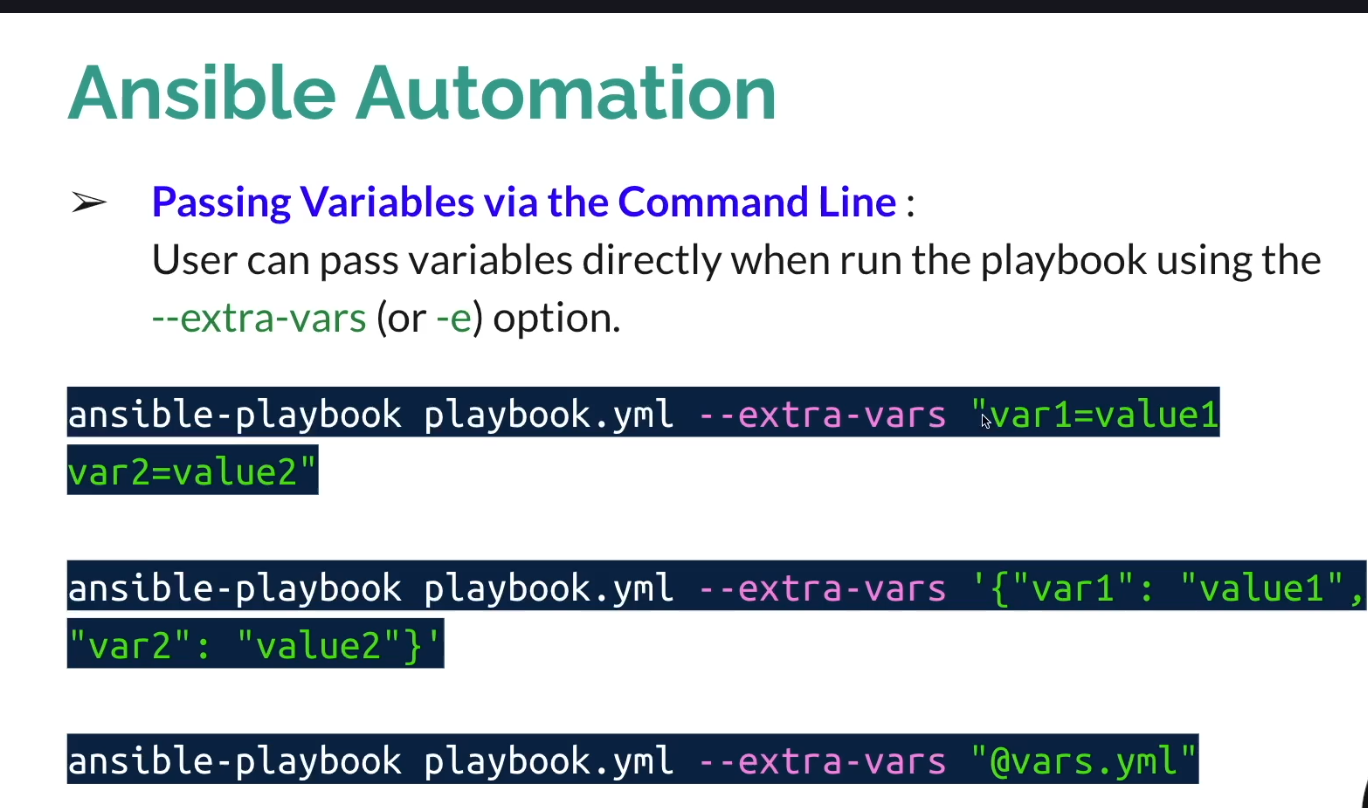 Ansible Automation
➢ Passing Variables via the Command Line :
User can pass variables directly when run the playbook using the
--extra-vars (or -e) option.
ansible-playbook playbook.yml --extra-vars "var1=value1
var2=value2"
ansible-playbook playbook.yml --extra-vars '{"var1": "value1",
"var2": "value2"}'
ansible-playbook playbook.yml --extra-vars "@vars.yml"